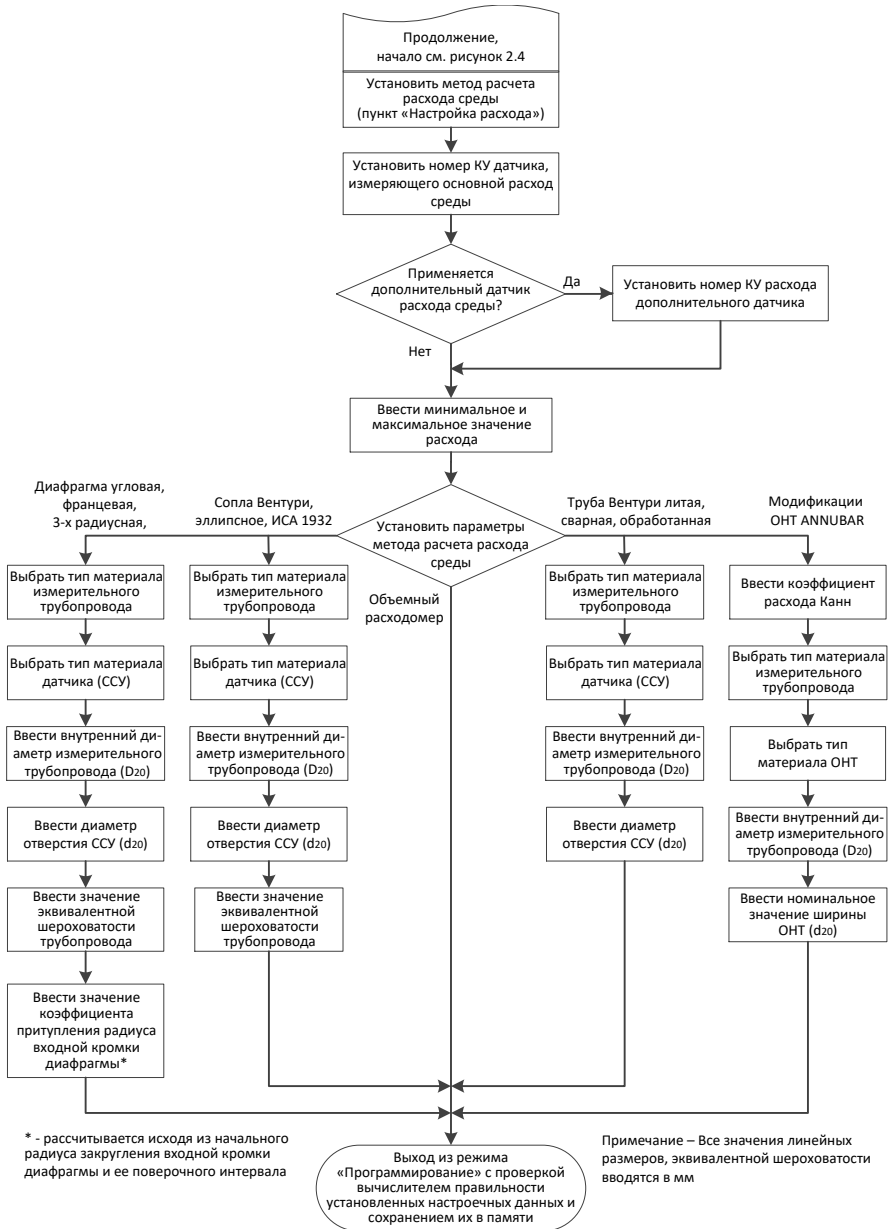 Продолжение,
начало см. рисунок 2.4
Установить метод расчета
расхода среды
(пункт «Настройка расхода»)
Установить номер КУ датчика,
измеряющего основной расход
среды
Применяется
дополнительный датчик
расхода среды?
Да
Установить номер КУ расхода
дополнительного датчика
Нет
Ввести минимальное и
максимальное значение
расхода
Диафрагма угловая,
францевая,
3-х радиусная,
Сопла Вентури,
эллипсное, ИСА 1932
Установить параметры
метода расчета расхода
среды
Труба Вентури литая,
сварная, обработанная
Модификации
ОНТ ANNUBAR
Объемный
расходомер
Выбрать тип материала
измерительного
трубопровода
Выбрать тип материала
датчика (ССУ)
Ввести внутренний ди-
аметр измерительного
трубопровода (D20)
Ввести диаметр
отверстия ССУ (d20)
Ввести значение
эквивалентной
шероховатости
трубопровода
Ввести значение
коэффициента
притупления радиуса
входной кромки
диафрагмы*
Выбрать тип материала
измерительного
трубопровода
Выбрать тип материала
датчика (ССУ)
Ввести внутренний ди-
аметр измерительного
трубопровода (D20)
Ввести диаметр
отверстия ССУ (d20)
Ввести значение
эквивалентной
шероховатости
трубопровода
Выбрать тип материала
измерительного
трубопровода
Выбрать тип материала
датчика (ССУ)
Ввести внутренний ди-
аметр измерительного
трубопровода (D20)
Ввести диаметр
отверстия ССУ (d20)
Ввести коэффициент
расхода Канн
Выбрать тип материала
измерительного
трубопровода
Выбрать тип
материала ОНТ
Ввести внутренний ди-
аметр измерительного
трубопровода (D20)
Ввести номинальное
значение ширины
ОНТ (d20)
* - рассчитывается исходя из начального
радиуса закругления входной кромки
диафрагмы и ее поверочного интервала
Выход из режима
«Программирование» с проверкой
вычислителем правильности
установленных настроечных данных и
сохранением их в памяти
Примечание – Все значения линейных
размеров, эквивалентной шероховатости
вводятся в мм